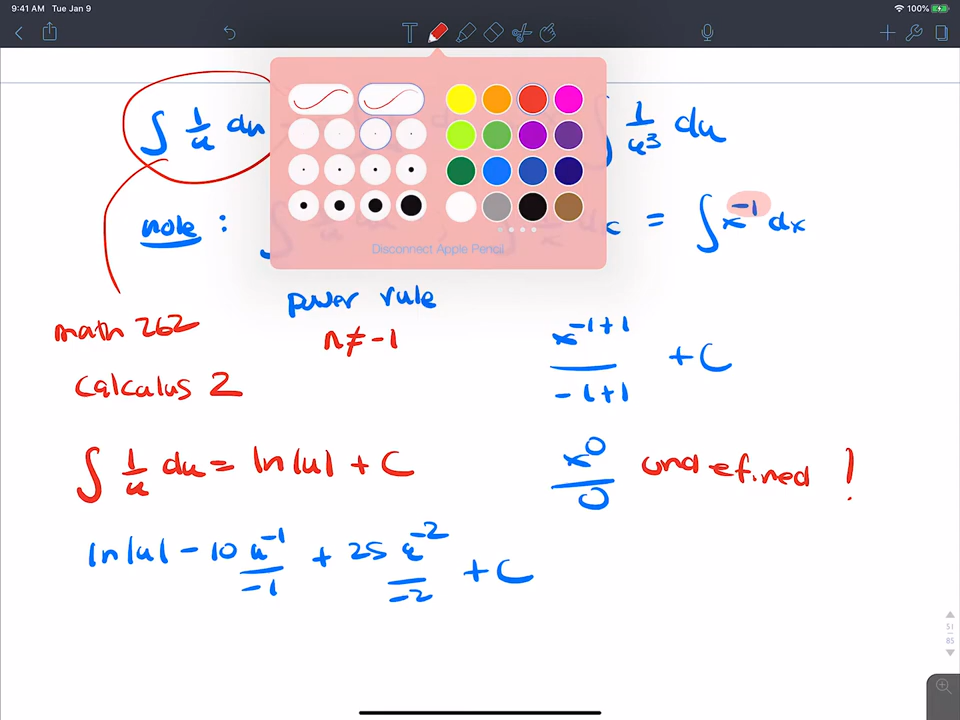 9:41 AM Tue Jan 9 100%
∫ 1/u du ∫ 1/u³ du
note : ∫ x = ∫ x⁻¹ dx
Disconnect Apple Pencil
power rule
n ≠ -1
math 262
calculus 2
x⁻¹⁺¹/-1+1 + C
∫ 1/u du = ln|u| + C
x⁰/0 undefined !
ln|u| - 10 u⁻¹/-1 + 25 u⁻²/-2 + C
51
85